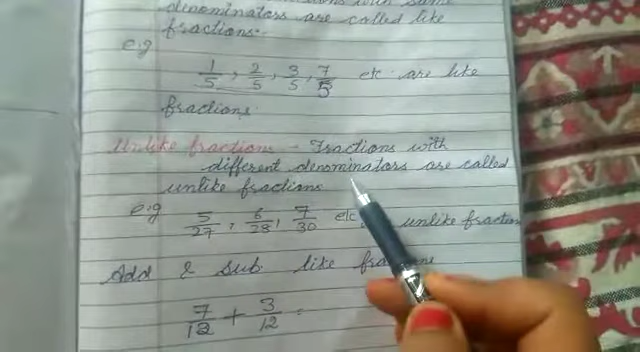 denominators are called like
fractions.
e.g
1/5, 2/5, 3/5, 7/5 etc are like
fractions.
Unlike fractions - Fractions with
different denominators are called
unlike fractions
e.g
5/27, 6/28, 7/30 etc unlike fraction
Add & Sub like
7/12 + 3/12 =